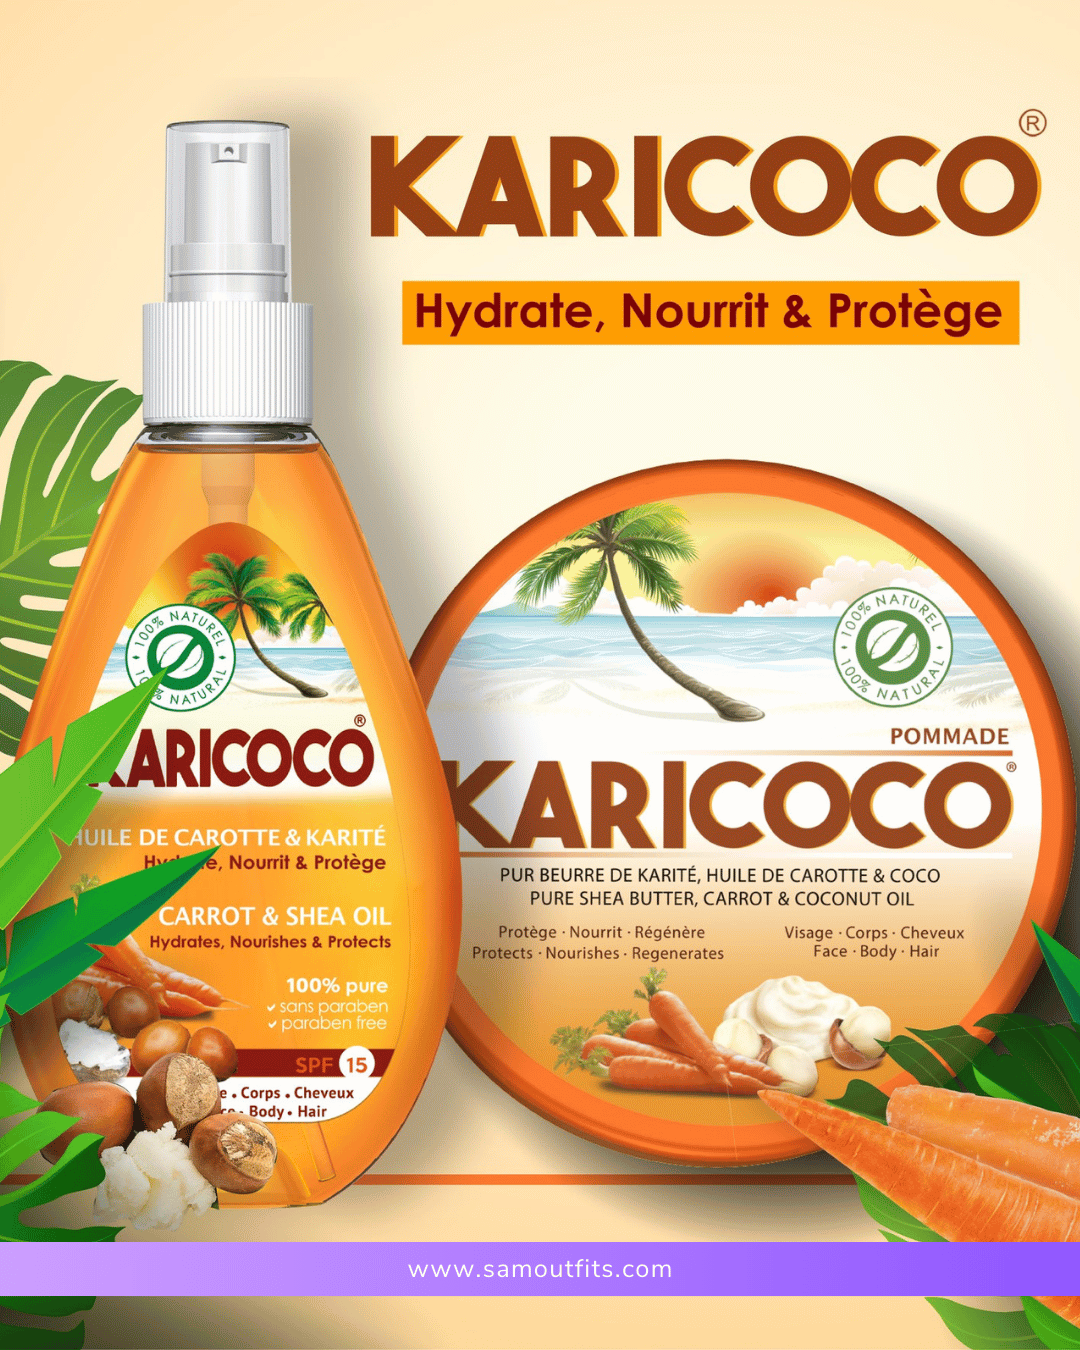 KARICOCO®
Hydrate, Nourrit & Protège
100% NATUREL
100% NATURAL
KARICOCO®
HUILE DE CAROTTE & KARITÉ
Hydrate, Nourrit & Protège
CARROT & SHEA OIL
Hydrates, Nourishes & Protects
100% pure
sans paraben
paraben free
SPF 15
Corps • Cheveux
Body • Hair
100% NATUREL
100% NATURAL
POMMADE
KARICOCO®
PUR BEURRE DE KARITÉ, HUILE DE CAROTTE & COCO
PURE SHEA BUTTER, CARROT & COCONUT OIL
Protège · Nourrit · Régénère
Protects · Nourishes · Regenerates
Visage · Corps · Cheveux
Face · Body · Hair
www.samoutfits.com